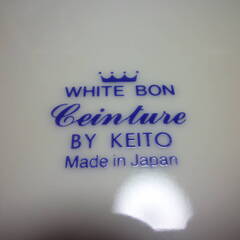 WHITE BON
Ceinture
BY KEITO
Made in Japan